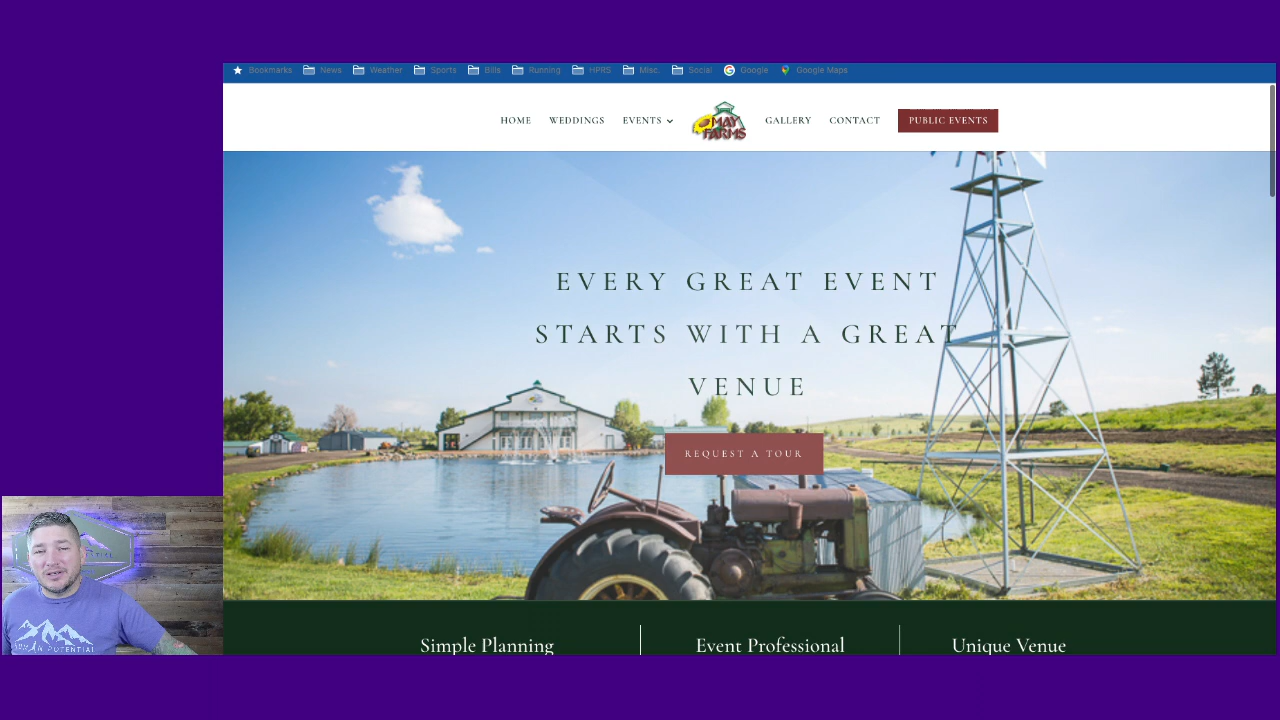 Bookmarks News Weather Sports Bills Running HPRS Misc. Social Google Google Maps
HOME WEDDINGS EVENTS MAY FARMS GALLERY CONTACT PUBLIC EVENTS
EVERY GREAT EVENT
STARTS WITH A GREAT
VENUE
REQUEST A TOUR
Simple Planning Event Professional Unique Venue
POTENTIAL